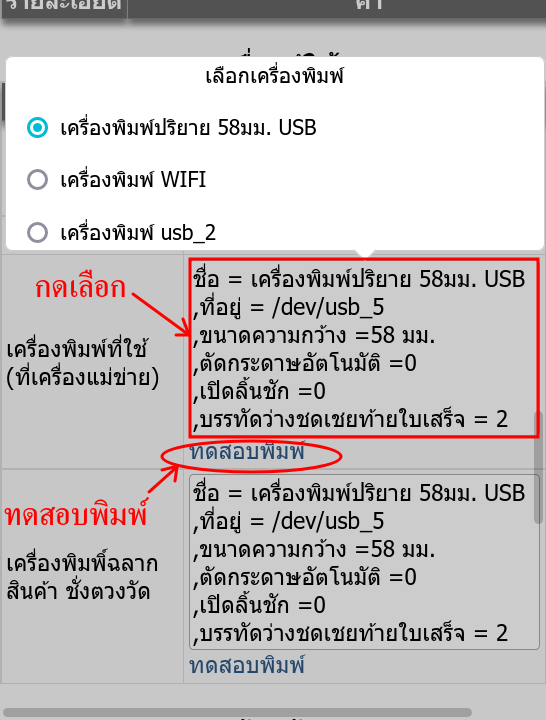 รายละเอียด ค่า
เลือกเครื่องพิมพ์
เครื่องพิมพ์ปริยาย 58มม. USB
เครื่องพิมพ์ WIFI
เครื่องพิมพ์ usb_2
กดเลือก
เครื่องพิมพ์ที่ใช้
(ที่เครื่องแม่ข่าย)
ชื่อ = เครื่องพิมพ์ปริยาย 58มม. USB
,ที่อยู่ = /dev/usb_5
,ขนาดความกว้าง =58 มม.
,ตัดกระดาษอัตโนมัติ =0
,เปิดลิ้นชัก =0
,บรรทัดว่างชดเชยท้ายใบเสร็จ = 2
ทดสอบพิมพ์
ทดสอบพิมพ์
เครื่องพิมพิ์ฉลาก
สินค้า ชั่งตวงวัด
ชื่อ = เครื่องพิมพ์ปริยาย 58มม. USB
,ที่อยู่ = /dev/usb_5
,ขนาดความกว้าง =58 มม.
,ตัดกระดาษอัตโนมัติ =0
,เปิดลิ้นชัก =0
,บรรทัดว่างชดเชยท้ายใบเสร็จ = 2
ทดสอบพิมพ์